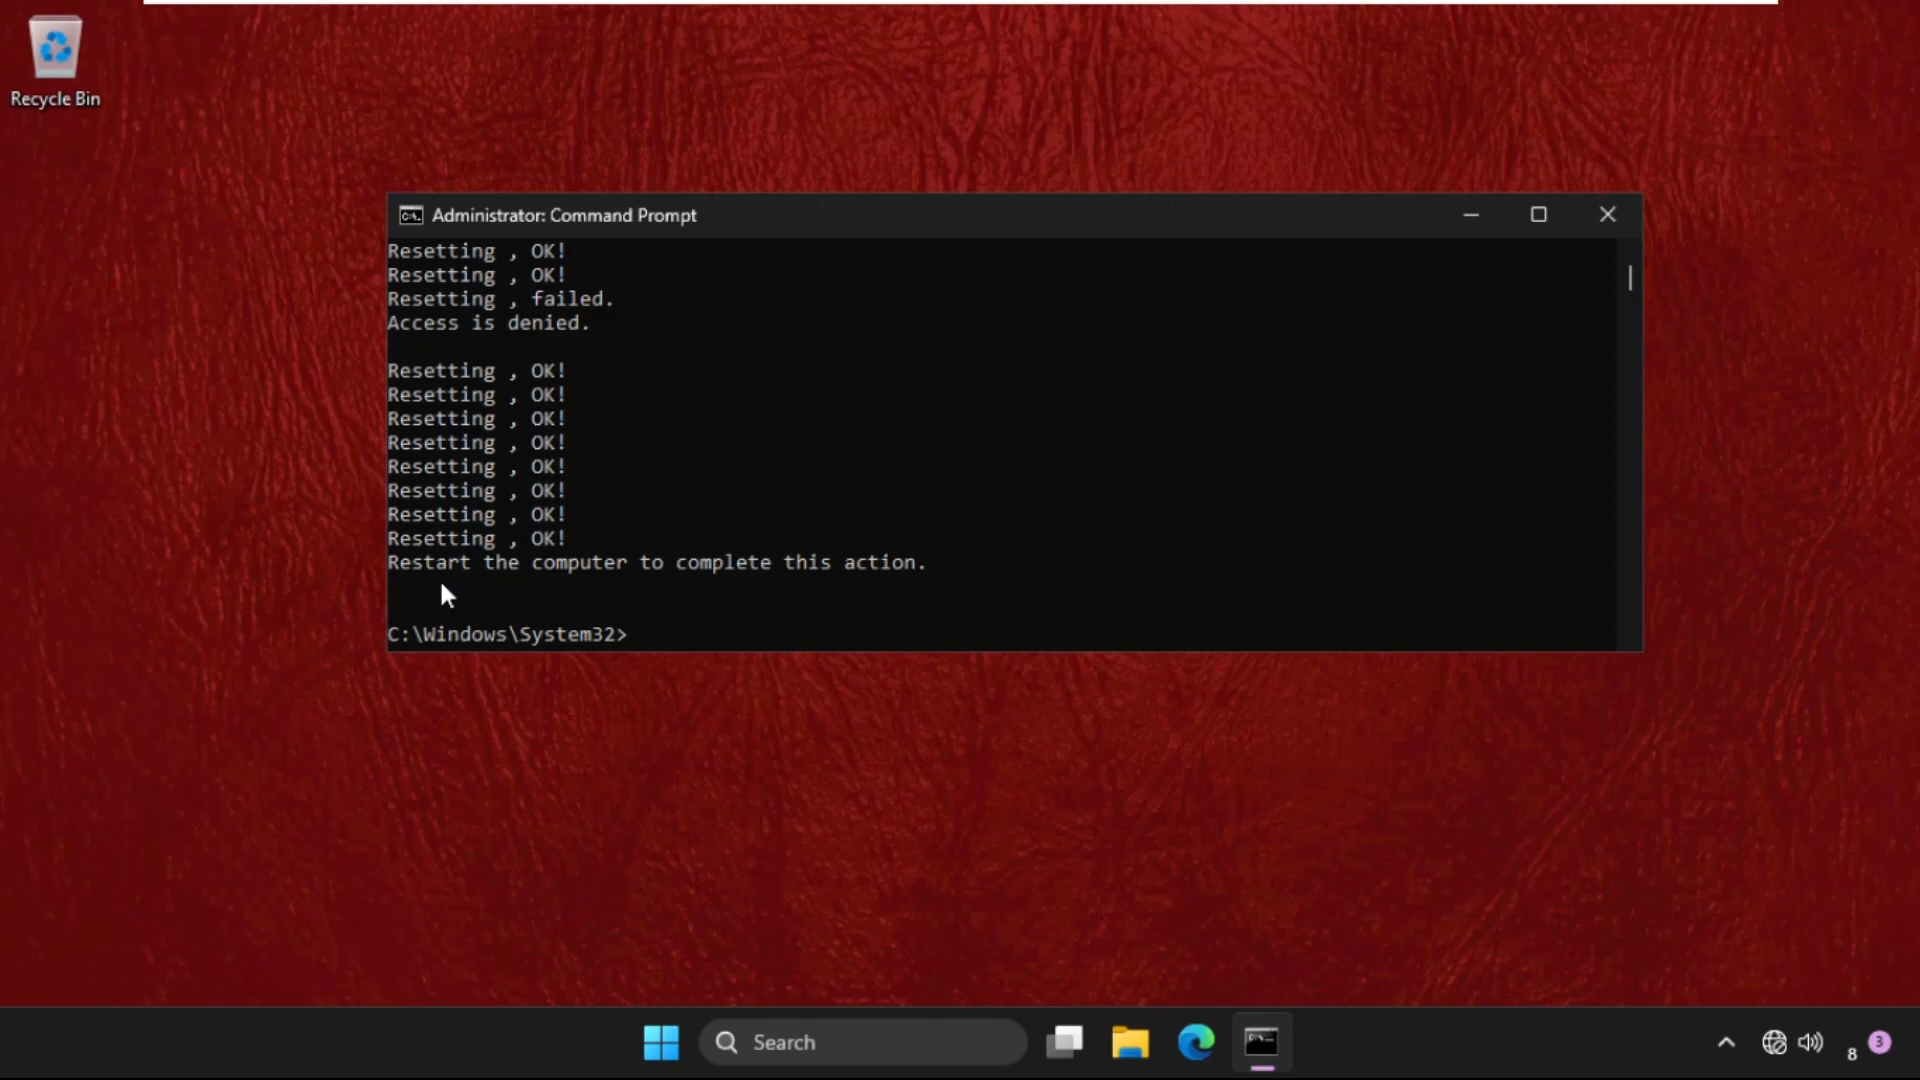 Recycle Bin
Administrator: Command Prompt
Resetting , OK!
Resetting , OK!
Resetting , failed.
Access is denied.
Resetting , OK!
Resetting , OK!
Resetting , OK!
Resetting , OK!
Resetting , OK!
Resetting , OK!
Resetting , OK!
Resetting , OK!
Restart the computer to complete this action.
C:\Windows\System32>
Search
8
3